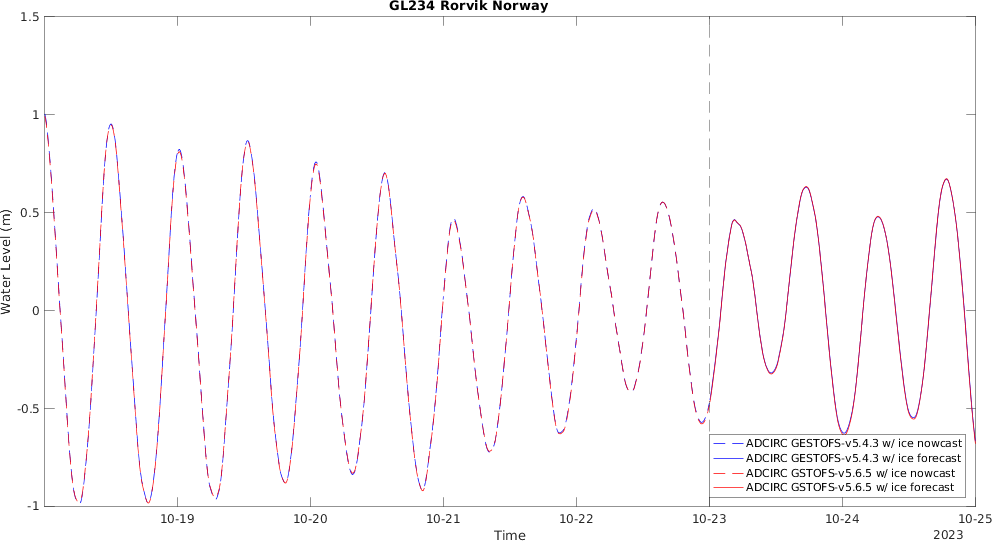 GL234 Rorvik Norway
1.5
1
0.5
0
-0.5
-1
Water Level (m)
10-19
10-20
10-21
10-22
10-23
10-24
10-25
Time
2023
ADCIRC GESTOFS-v5.4.3 w/ ice nowcast
ADCIRC GESTOFS-v5.4.3 w/ ice forecast
ADCIRC GSTOFS-v5.6.5 w/ ice nowcast
ADCIRC GSTOFS-v5.6.5 w/ ice forecast